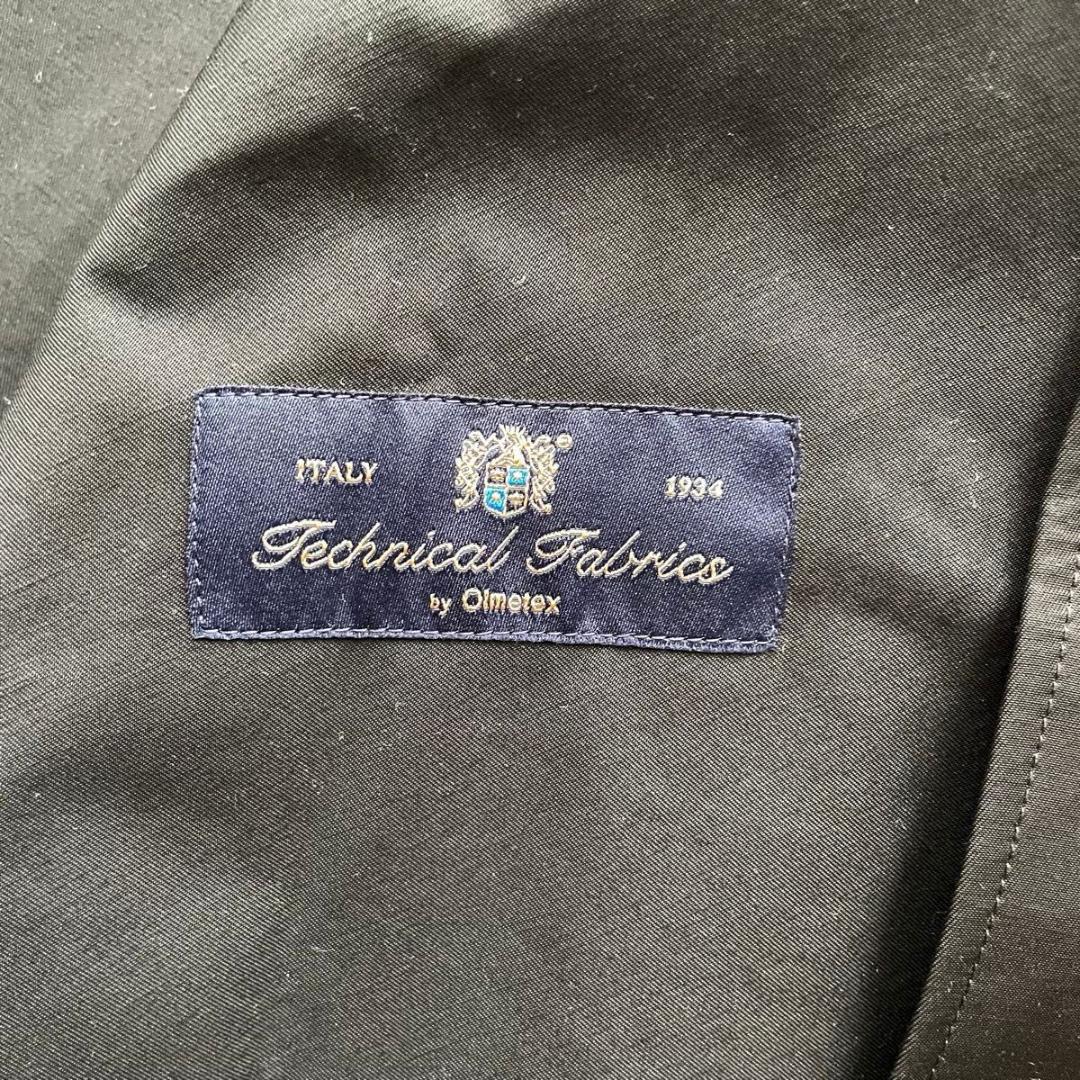 ITALY 1934
Technical Fabrics
by Olmetex